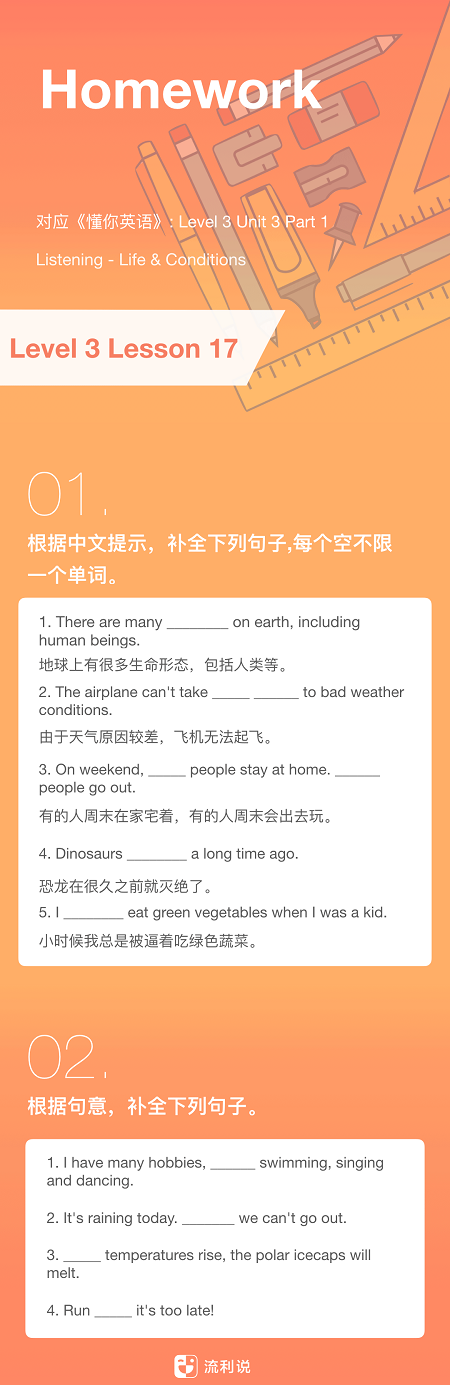 Homework
对应《懂你英语》: Level 3 Unit 3 Part 1
Listening - Life & Conditions
Level 3 Lesson 17
01.
根据中文提示，补全下列句子,每个空不限
一个单词。
1. There are many ________ on earth, including
human beings.
地球上有很多生命形态，包括人类等。
2. The airplane can't take _____ ______ to bad weather
conditions.
由于天气原因较差，飞机无法起飞。
3. On weekend, _____ people stay at home. ______
people go out.
有的人周末在家宅着，有的人周末会出去玩。
4. Dinosaurs ________ a long time ago.
恐龙在很久之前就灭绝了。
5. I ________ eat green vegetables when I was a kid.
小时候我总是被逼着吃绿色蔬菜。
02.
根据句意，补全下列句子。
1. I have many hobbies, ______ swimming, singing
and dancing.
2. It's raining today. _______ we can't go out.
3. _____ temperatures rise, the polar icecaps will
melt.
4. Run _____ it's too late!
流利说